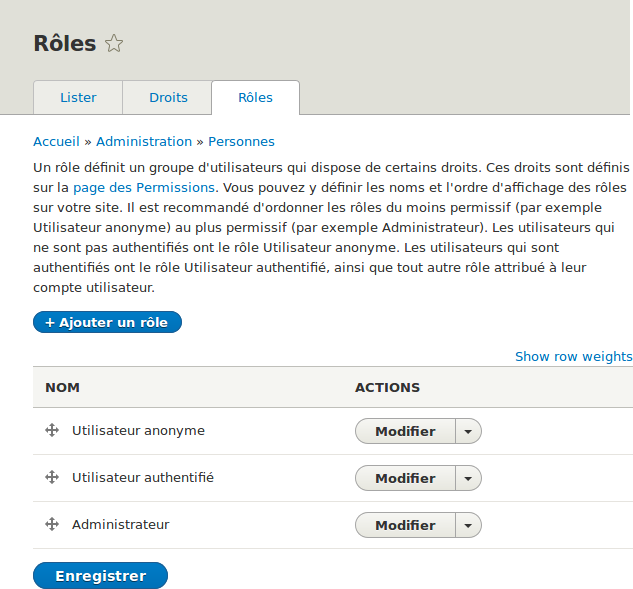 Rôles
Lister Droits Rôles
Accueil » Administration » Personnes
Un rôle définit un groupe d'utilisateurs qui dispose de certains droits. Ces droits sont définis
sur la page des Permissions. Vous pouvez y définir les noms et l'ordre d'affichage des rôles
sur votre site. Il est recommandé d'ordonner les rôles du moins permissif (par exemple
Utilisateur anonyme) au plus permissif (par exemple Administrateur). Les utilisateurs qui
ne sont pas authentifiés ont le rôle Utilisateur anonyme. Les utilisateurs qui sont
authentifiés ont le rôle Utilisateur authentifié, ainsi que tout autre rôle attribué à leur
compte utilisateur.
+ Ajouter un rôle
Show row weights
NOM ACTIONS
Utilisateur anonyme Modifier
Utilisateur authentifié Modifier
Administrateur Modifier
Enregistrer